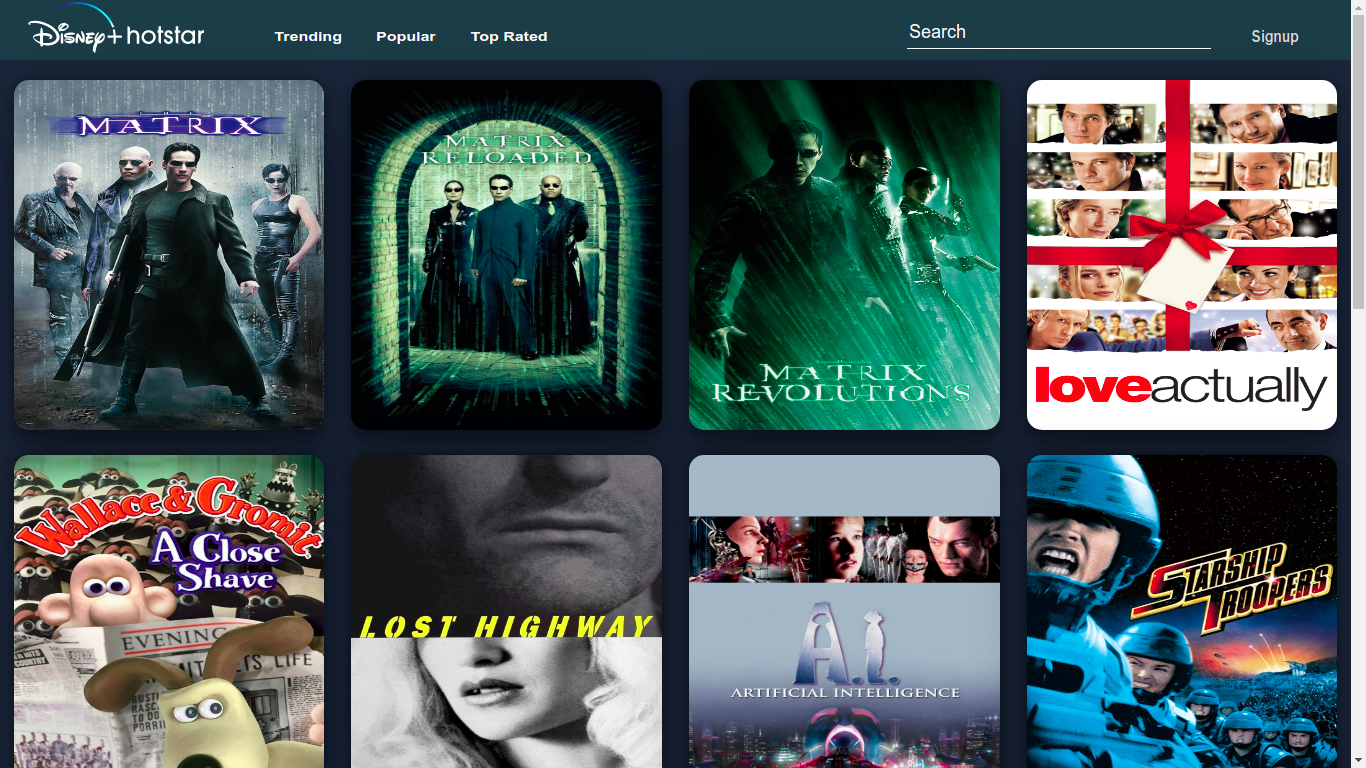 Disney+ hotstar
Trending
Popular
Top Rated
Search
Signup
MATRIX
MATRIX
RELOADED
MATRIX
REVOLUTIONS
loveactually
Wallace & Gromit
A Close
Shave
EVENING
LIFE
LOST HIGHWAY
A.I.
ARTIFICIAL INTELLIGENCE
STARSHIP
TROOPERS